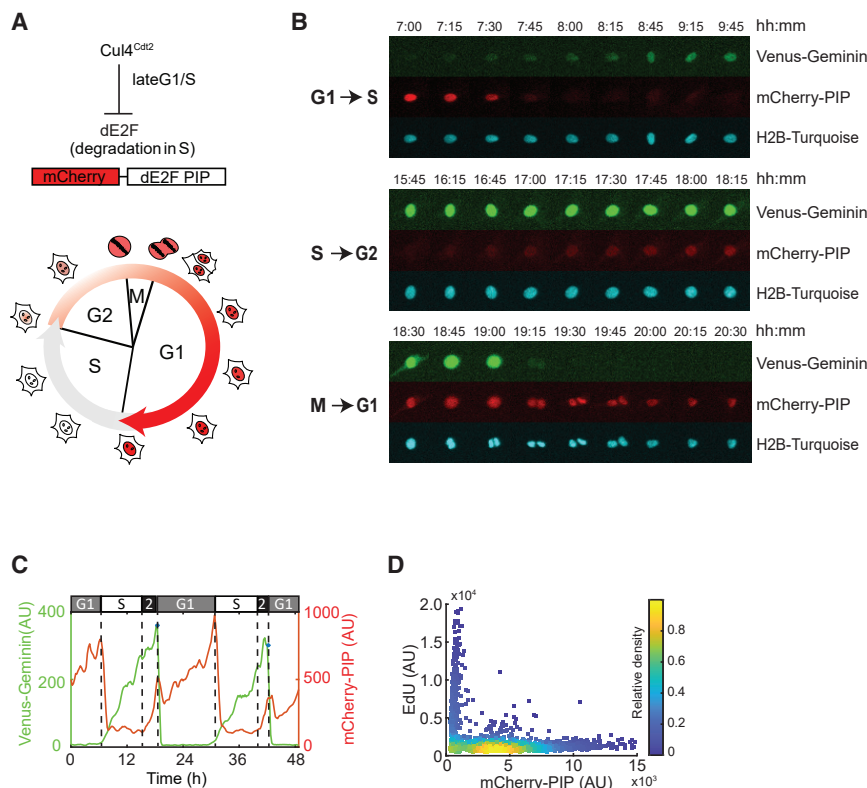 A
Cul4Cdt2
lateG1/S
dE2F
(degradation in S)
mCherry dE2F PIP
M
G2
G1
S
B
7:00 7:15 7:30 7:45 8:00 8:15 8:45 9:15 9:45 hh:mm
Venus-Geminin
G1 → S mCherry-PIP
H2B-Turquoise
15:45 16:15 16:45 17:00 17:15 17:30 17:45 18:00 18:15 hh:mm
Venus-Geminin
S → G2 mCherry-PIP
H2B-Turquoise
18:30 18:45 19:00 19:15 19:30 19:45 20:00 20:15 20:30 hh:mm
Venus-Geminin
M → G1 mCherry-PIP
H2B-Turquoise
C
G1 S 2 G1 S 2 G1
400 1000
200 500
0 0
0 12 24 36 48
Time (h)
Venus-Geminin(AU)
mCherry-PIP (AU)
D
×10⁴
2.0
1.5
1.0
0.5
0
EdU (AU)
0 5 10 15
mCherry-PIP (AU) ×10³
Relative density
0.8
0.6
0.4
0.2
0